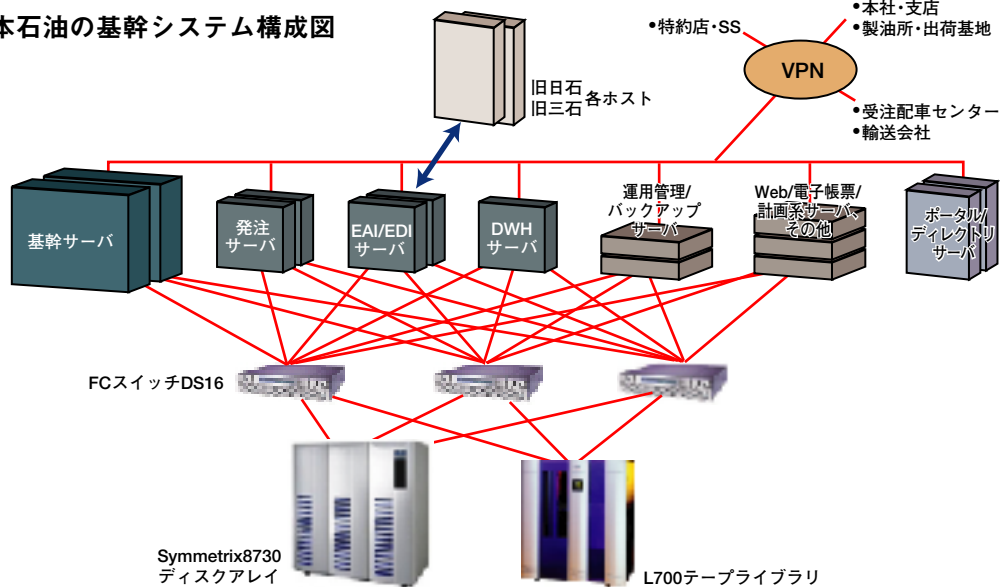 本石油の基幹システム構成図
•特約店・SS
•本社・支店
•製油所・出荷基地
VPN
旧日石
旧三石
各ホスト
•受注配車センター
•輸送会社
基幹サーバ
発注
サーバ
EAI/EDI
サーバ
DWH
サーバ
運用管理/
バックアップ
サーバ
Web/電子帳票/
計画系サーバ、
その他
ポータル/
ディレクトリ
サーバ
FCスイッチDS16
Symmetrix8730
ディスクアレイ
L700テープライブラリ